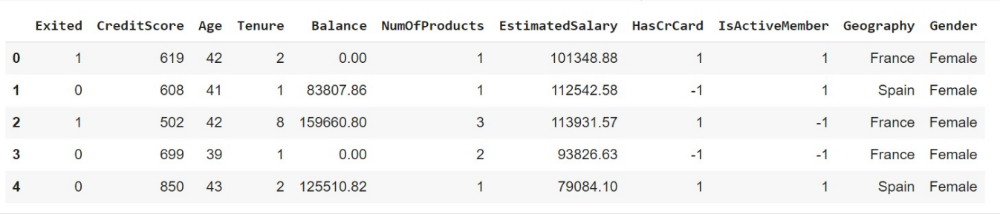 Exited CreditScore Age Tenure Balance NumOfProducts EstimatedSalary HasCrCard IsActiveMember Geography Gender
0 1 619 42 2 0.00 1 101348.88 1 1 France Female
1 0 608 41 1 83807.86 1 112542.58 -1 1 Spain Female
2 1 502 42 8 159660.80 3 113931.57 1 -1 France Female
3 0 699 39 1 0.00 2 93826.63 -1 -1 France Female
4 0 850 43 2 125510.82 1 79084.10 1 1 Spain Female